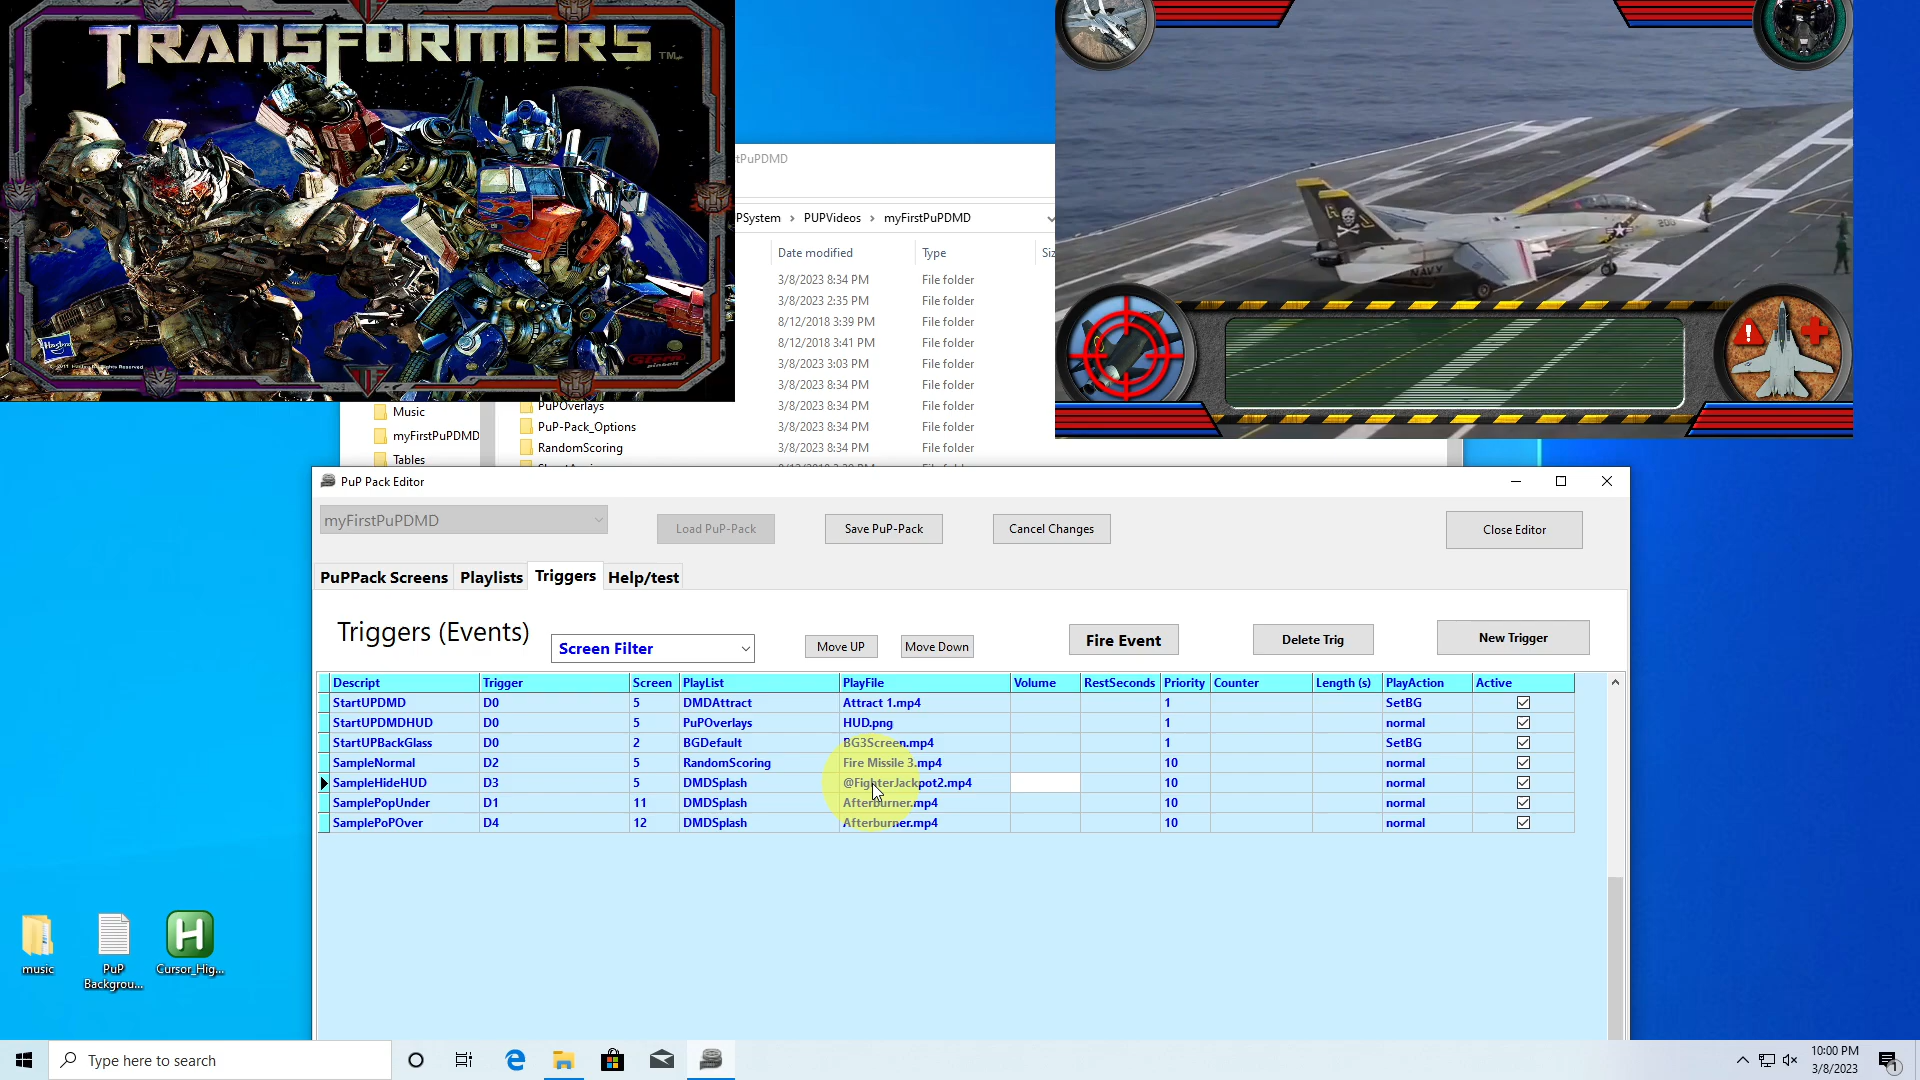 TRANSFORMERS™
Hasbro
stern
pinball
200
NAVY
tPuPDMD
PSystem > PUPVideos > myFirstPuPDMD
Date modified Type Siz
3/8/2023 8:34 PM File folder
3/8/2023 2:35 PM File folder
8/12/2018 3:39 PM File folder
8/12/2018 3:41 PM File folder
3/8/2023 3:03 PM File folder
3/8/2023 8:34 PM File folder
Music PuPOverlays 3/8/2023 8:34 PM File folder
myFirstPuPDMD PuP-Pack_Options 3/8/2023 8:34 PM File folder
Tables RandomScoring 3/8/2023 8:34 PM File folder
PuP Pack Editor
myFirstPuPDMD Load PuP-Pack Save PuP-Pack Cancel Changes Close Editor
PuPPack Screens Playlists Triggers Help/test
Triggers (Events) Screen Filter Move UP Move Down Fire Event Delete Trig New Trigger
Descript Trigger Screen PlayList PlayFile Volume RestSeconds Priority Counter Length (s) PlayAction Active
StartUPDMD D0 5 DMDAttract Attract 1.mp4 1 SetBG
StartUPDMDHUD D0 5 PuPOverlays HUD.png 1 normal
StartUPBackGlass D0 2 BGDefault BG3Screen.mp4 1 SetBG
SampleNormal D2 5 RandomScoring Fire Missile 3.mp4 10 normal
SampleHideHUD D3 5 DMDSplash @FighterJackpot2.mp4 10 normal
SamplePopUnder D1 11 DMDSplash Afterburner.mp4 10 normal
SamplePoPOver D4 12 DMDSplash Afterburner.mp4 10 normal
H
music PuP Cursor_Hig...
Backgrou...
Type here to search
10:00 PM
3/8/2023
1